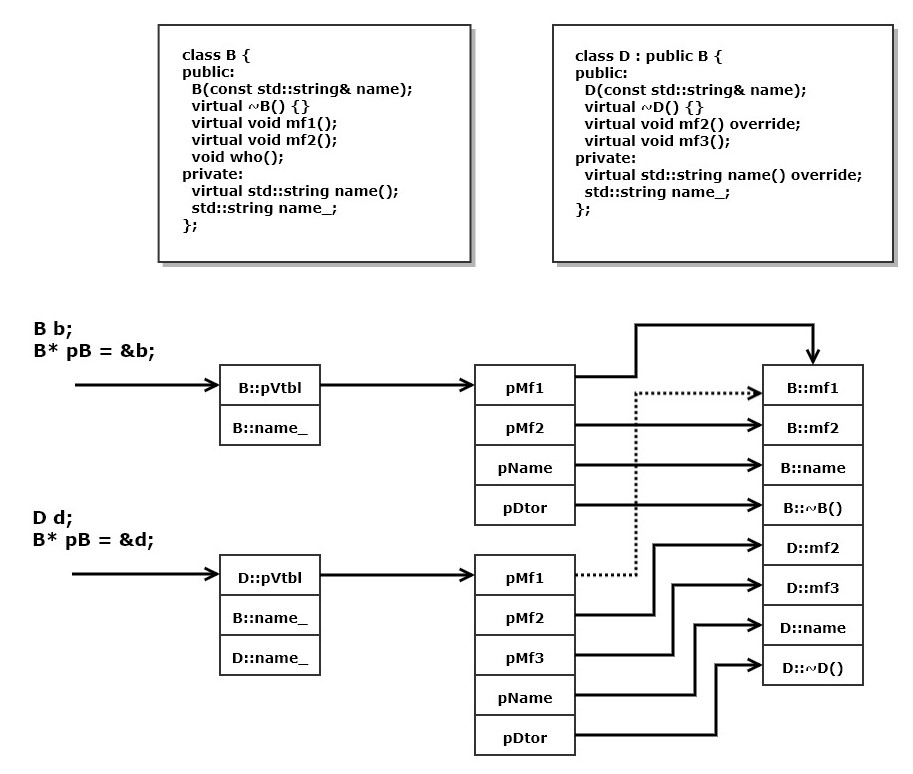 class B {
public:
  B(const std::string& name);
  virtual ~B() {}
  virtual void mf1();
  virtual void mf2();
  void who();
private:
  virtual std::string name();
  std::string name_;
};
class D : public B {
public:
  D(const std::string& name);
  virtual ~D() {}
  virtual void mf2() override;
  virtual void mf3();
private:
  virtual std::string name() override;
  std::string name_;
};
B b;
B* pB = &b;
B::pVtbl
B::name_
pMf1
pMf2
pName
pDtor
D d;
B* pB = &d;
D::pVtbl
B::name_
D::name_
pMf1
pMf2
pMf3
pName
pDtor
B::mf1
B::mf2
B::name
B::~B()
D::mf2
D::mf3
D::name
D::~D()